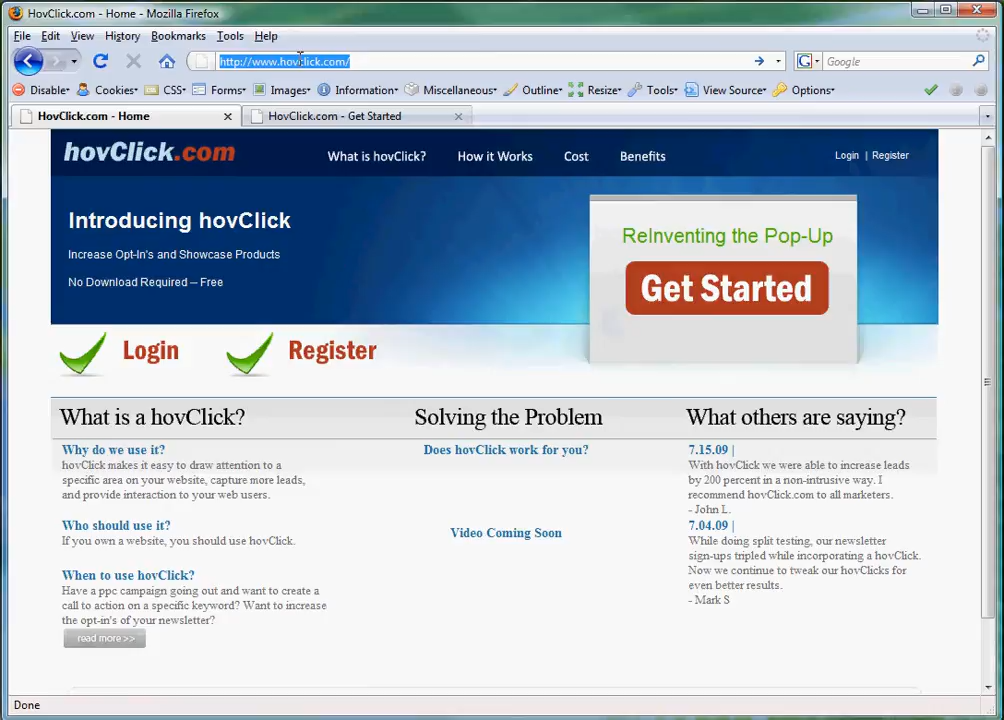 HovClick.com - Home - Mozilla Firefox
File Edit View History Bookmarks Tools Help
http://www.hovclick.com/
G Google
Disable Cookies CSS Forms Images Information Miscellaneous Outline Resize Tools View Source Options
HovClick.com - Home
HovClick.com - Get Started
hovClick.com
What is hovClick? How it Works Cost Benefits
Login | Register
Introducing hovClick
Increase Opt-In's and Showcase Products
No Download Required – Free
ReInventing the Pop-Up
Get Started
Login
Register
What is a hovClick?
Why do we use it?
hovClick makes it easy to draw attention to a
specific area on your website, capture more leads,
and provide interaction to your web users.
Who should use it?
If you own a website, you should use hovClick.
When to use hovClick?
Have a ppc campaign going out and want to create a
call to action on a specific keyword? Want to increase
the opt-in's of your newsletter?
read more >>
Solving the Problem
Does hovClick work for you?
Video Coming Soon
What others are saying?
7.15.09 |
With hovClick we were able to increase leads
by 200 percent in a non-intrusive way. I
recommend hovClick.com to all marketers.
- John L.
7.04.09 |
While doing split testing, our newsletter
sign-ups tripled while incorporating a hovClick.
Now we continue to tweak our hovClicks for
even better results.
- Mark S
Done